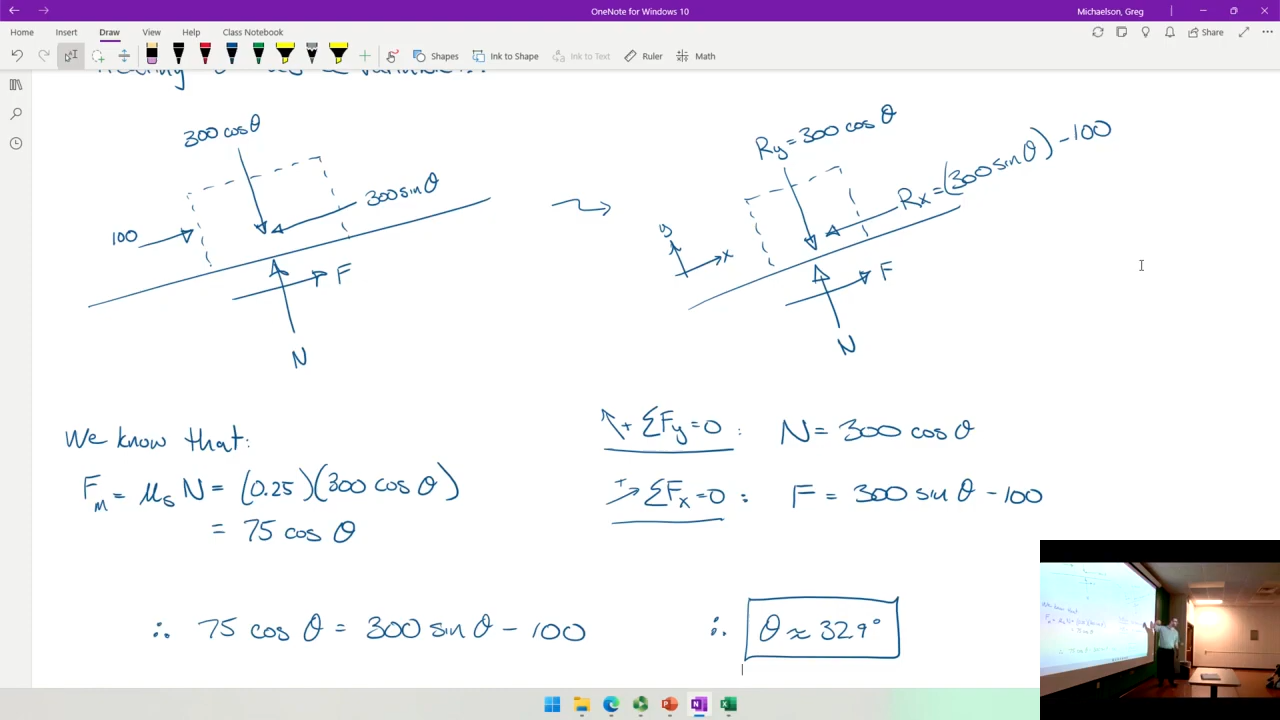 OneNote for Windows 10
Michaelson, Greg
Home Insert Draw View Help Class Notebook
Share
Shapes Ink to Shape Ink to Text Ruler Math
300 cos θ
300 sin θ
100
F
N
Ry = 300 cos θ
Rx = (300 sin θ) - 100
y
x
F
N
We know that:
Fm = μs N = (0.25)(300 cos θ)
= 75 cos θ
↖+ ΣFy = 0 : N = 300 cos θ
+↗ ΣFx = 0 : F = 300 sin θ - 100
∴ 75 cos θ = 300 sin θ - 100
∴ θ ≈ 32.9°